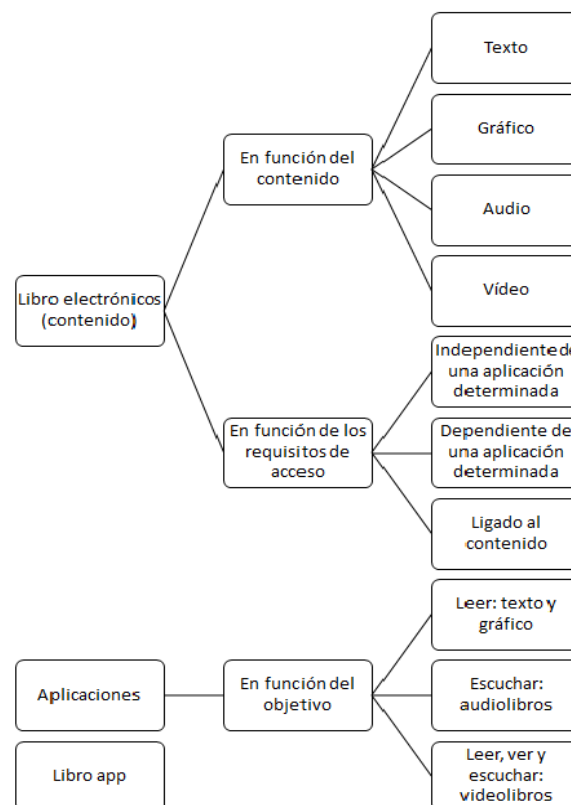 Texto
Gráfico
En función del
contenido
Audio
Vídeo
Libro electrónicos
(contenido)
Independiente de
una aplicación
determinada
En función de los
requisitos de
acceso
Dependiente de
una aplicación
determinada
Ligado al
contenido
Leer: texto y
gráfico
Aplicaciones
En función del
objetivo
Escuchar:
audiolibros
Libro app
Leer, ver y
escuchar:
videolibros